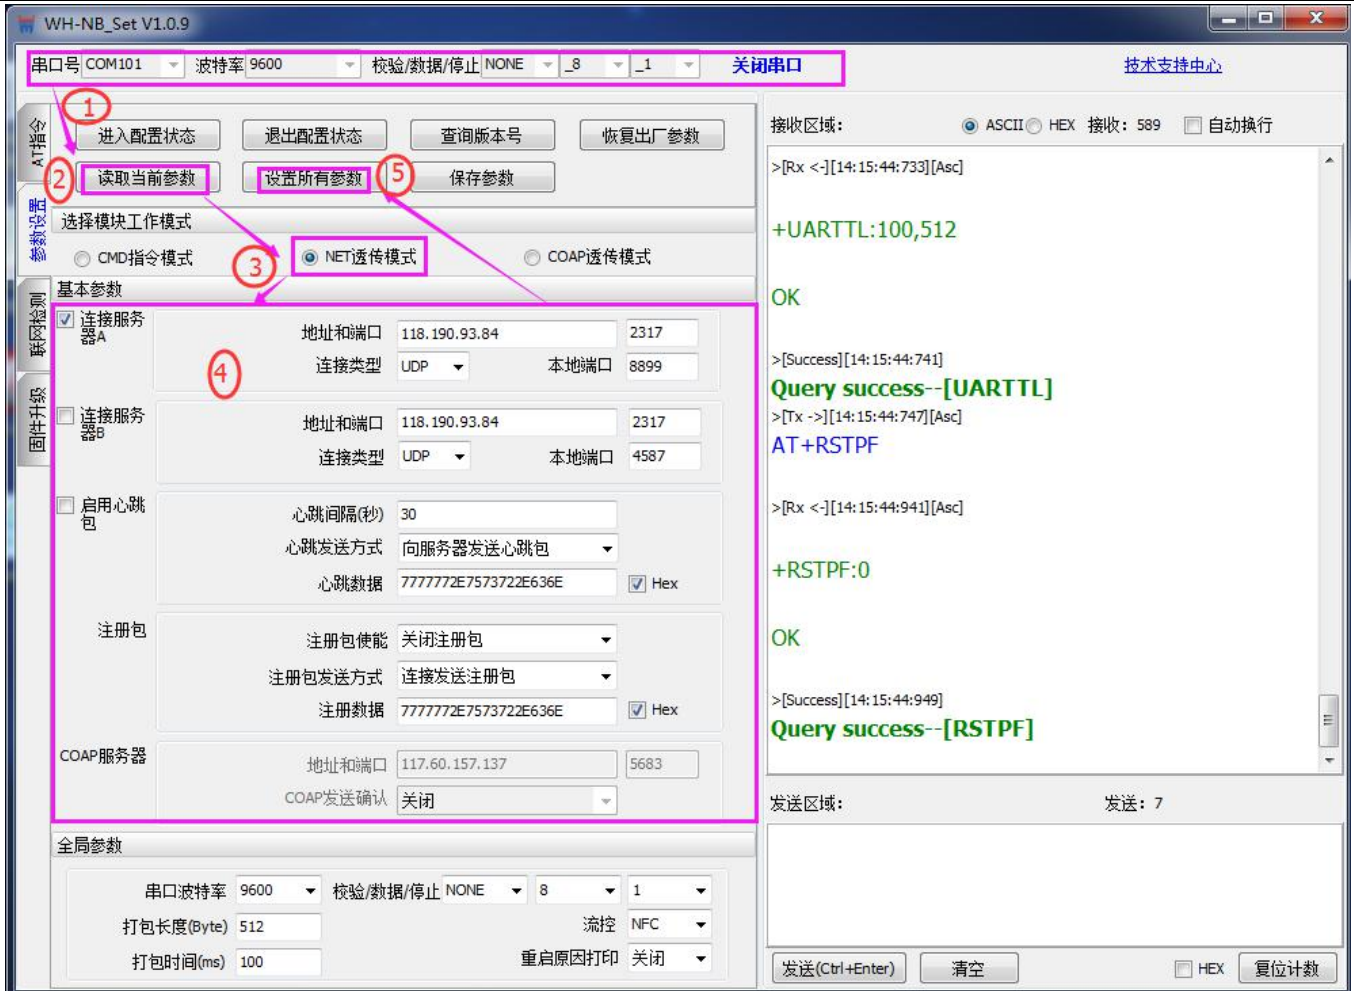 WH-NB_Set V1.0.9
串口号 COM101 波特率 9600 校验/数据/停止 NONE _8 _1 关闭串口 技术支持中心
AT指令
参数设置
联网检测
固件升级
①
进入配置状态 退出配置状态 查询版本号 恢复出厂参数
② 读取当前参数 设置所有参数 ⑤ 保存参数
选择模块工作模式
CMD指令模式 ③ NET透传模式 COAP透传模式
基本参数
连接服务器A
地址和端口 118.190.93.84 2317
④ 连接类型 UDP 本地端口 8899
连接服务器B
地址和端口 118.190.93.84 2317
连接类型 UDP 本地端口 4587
启用心跳包
心跳间隔(秒) 30
心跳发送方式 向服务器发送心跳包
心跳数据 7777772E7573722E636E Hex
注册包
注册包使能 关闭注册包
注册包发送方式 连接发送注册包
注册数据 7777772E7573722E636E Hex
COAP服务器
地址和端口 117.60.157.137 5683
COAP发送确认 关闭
全局参数
串口波特率 9600 校验/数据/停止 NONE 8 1
打包长度(Byte) 512 流控 NFC
打包时间(ms) 100 重启原因打印 关闭
接收区域: ASCII HEX 接收: 589 自动换行
>[Rx <-][14:15:44:733][Asc]
+UARTTL:100,512
OK
>[Success][14:15:44:741]
Query success--[UARTTL]
>[Tx ->][14:15:44:747][Asc]
AT+RSTPF
>[Rx <-][14:15:44:941][Asc]
+RSTPF:0
OK
>[Success][14:15:44:949]
Query success--[RSTPF]
发送区域: 发送: 7
发送(Ctrl+Enter) 清空 HEX 复位计数